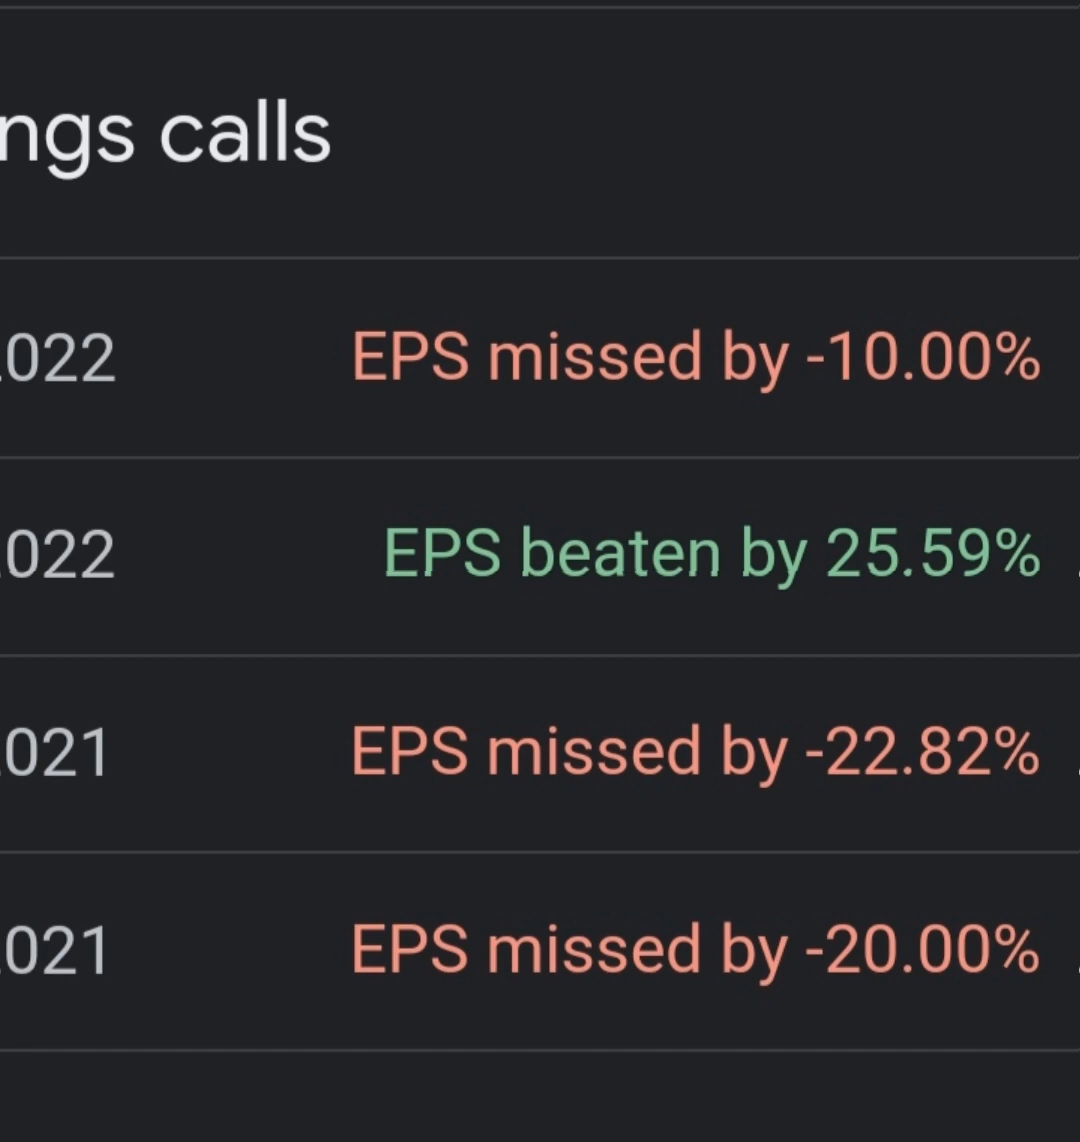 ngs calls
022 EPS missed by -10.00%
022 EPS beaten by 25.59%
021 EPS missed by -22.82%
021 EPS missed by -20.00%